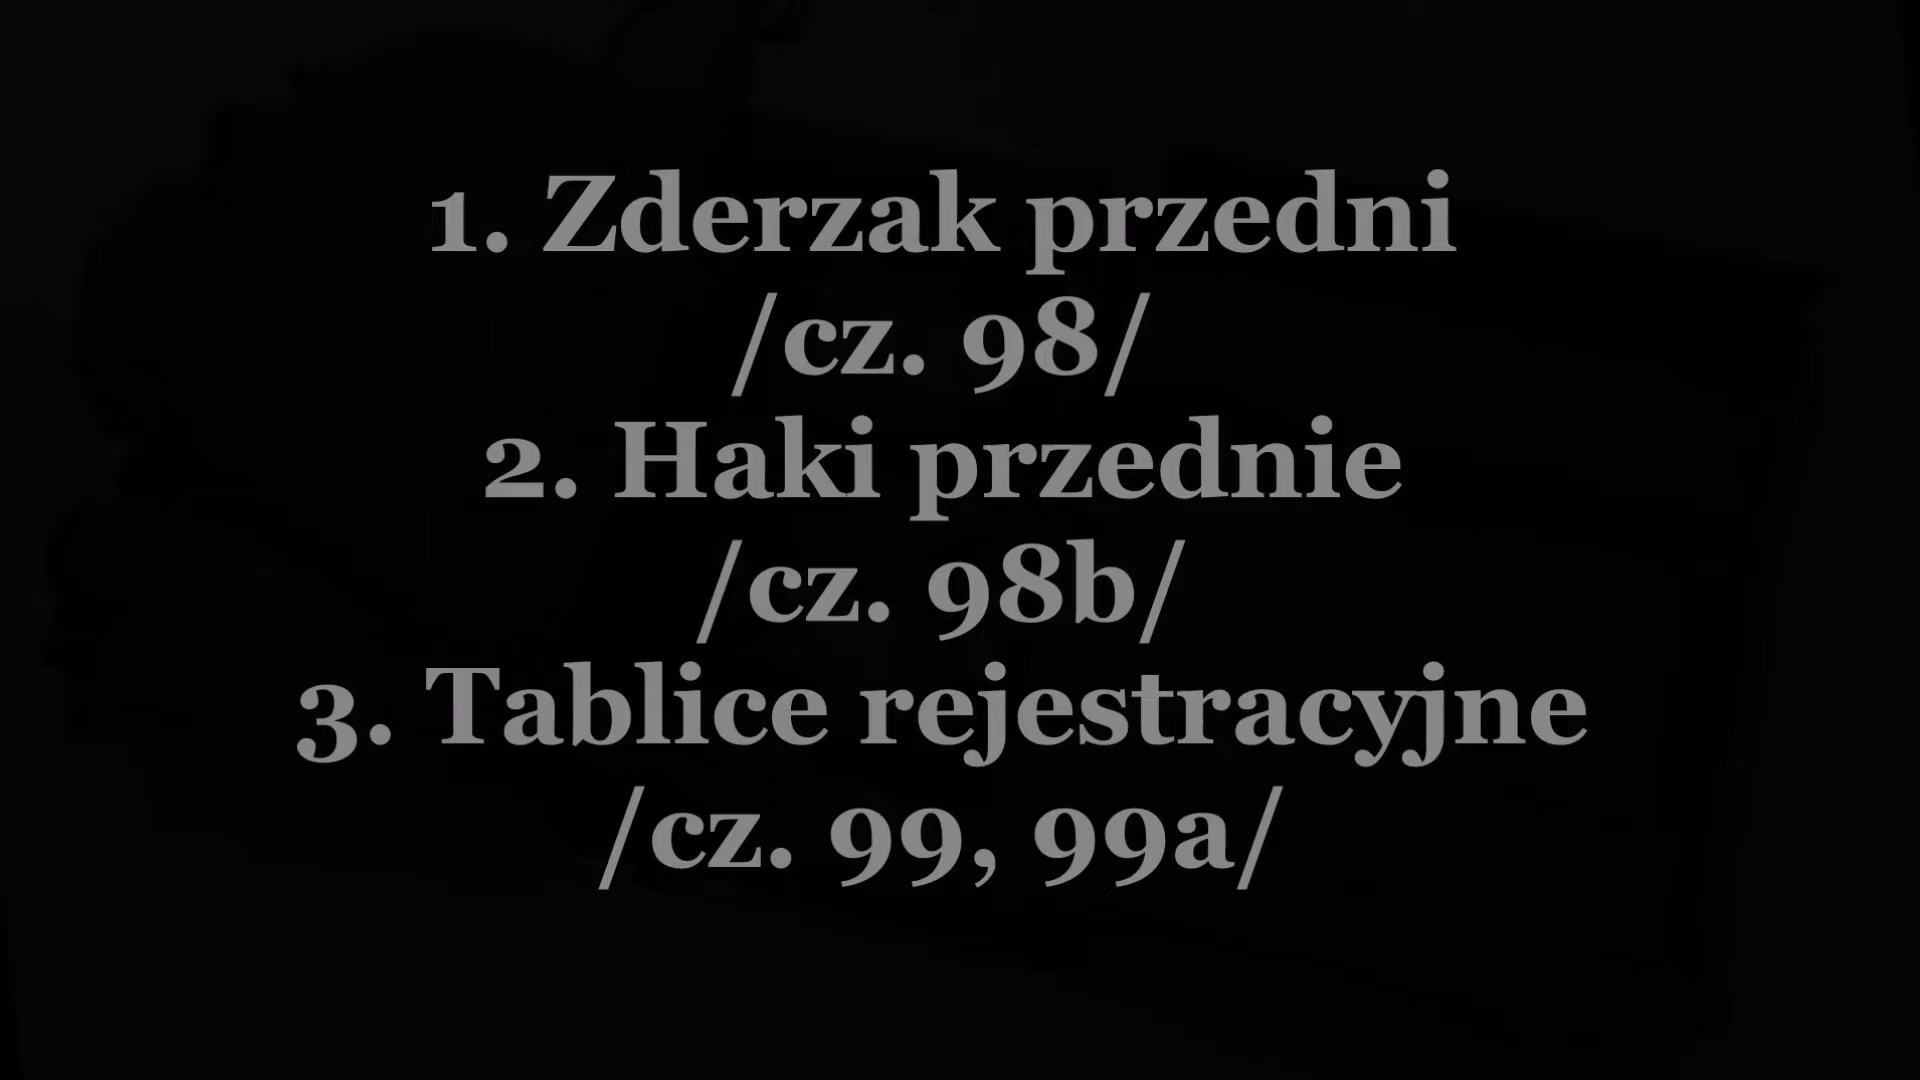 1. Zderzak przedni
/cz. 98/
2. Haki przednie
/cz. 98b/
3. Tablice rejestracyjne
/cz. 99, 99a/